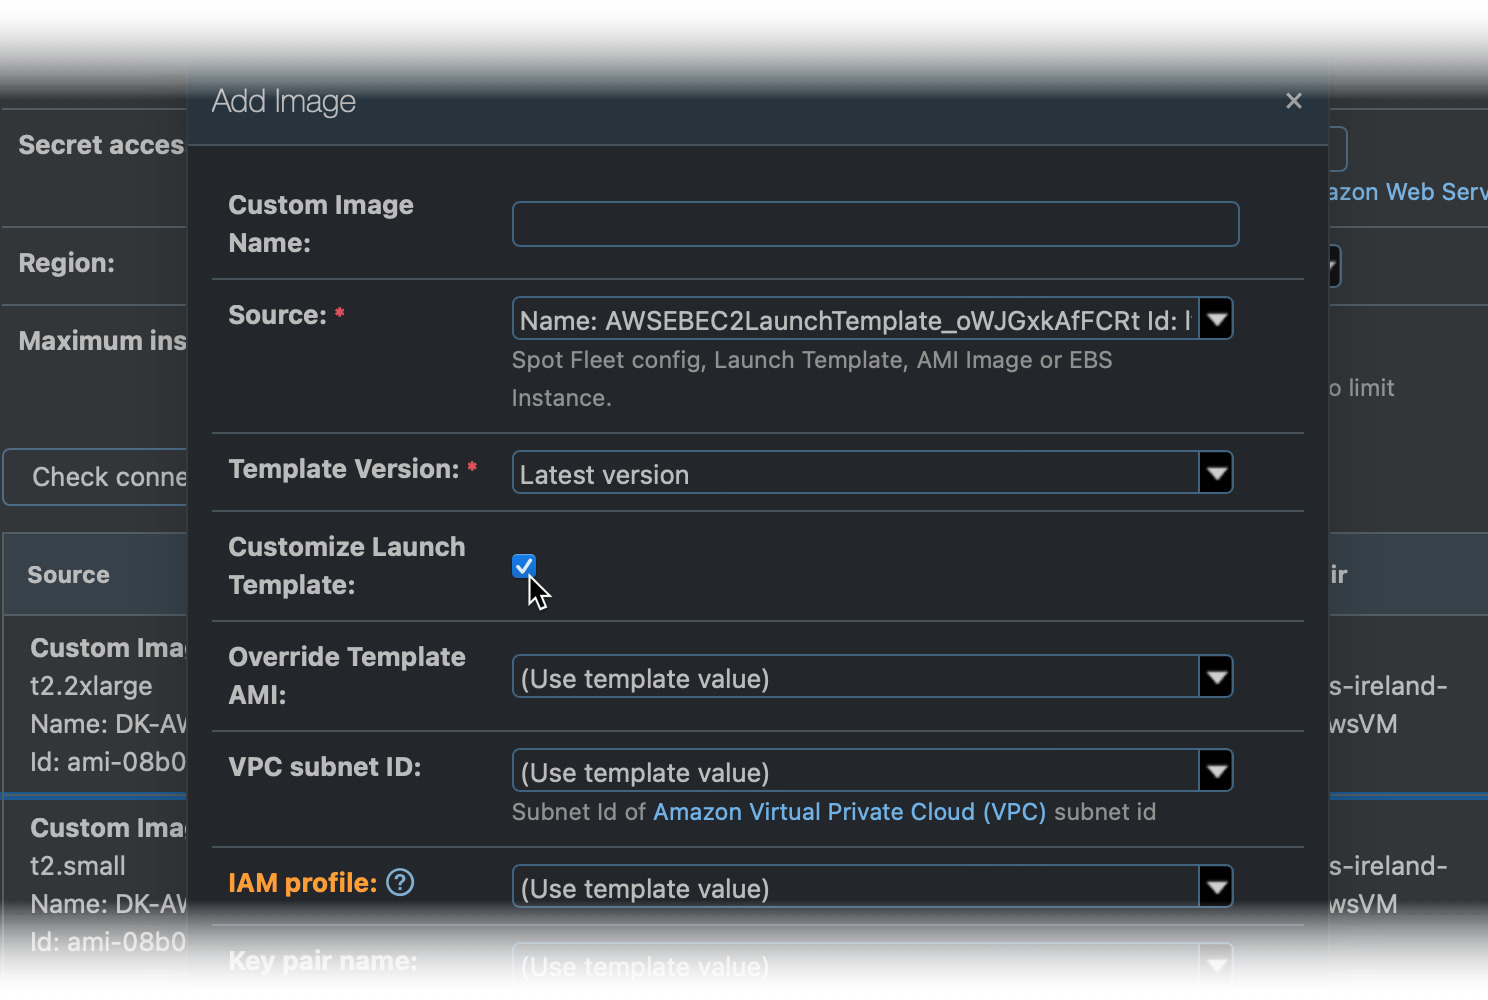 Add Image
×
Secret acces
azon Web Serv
Region:
Maximum ins
o limit
Check conne
Source
ir
Custom Ima
t2.2xlarge
Name: DK-AW
Id: ami-08b0
s-ireland-
wsVM
Custom Ima
t2.small
Name: DK-AW
Id: ami-08b0
s-ireland-
wsVM
Custom Image
Name:
Source: *
Name: AWSEBEC2LaunchTemplate_oWJGxkAfFCRt Id: l
Spot Fleet config, Launch Template, AMI Image or EBS
Instance.
Template Version: *
Latest version
Customize Launch
Template:
Override Template
AMI:
(Use template value)
VPC subnet ID:
(Use template value)
Subnet Id of Amazon Virtual Private Cloud (VPC) subnet id
IAM profile: ?
(Use template value)
Key pair name:
(Use template value)